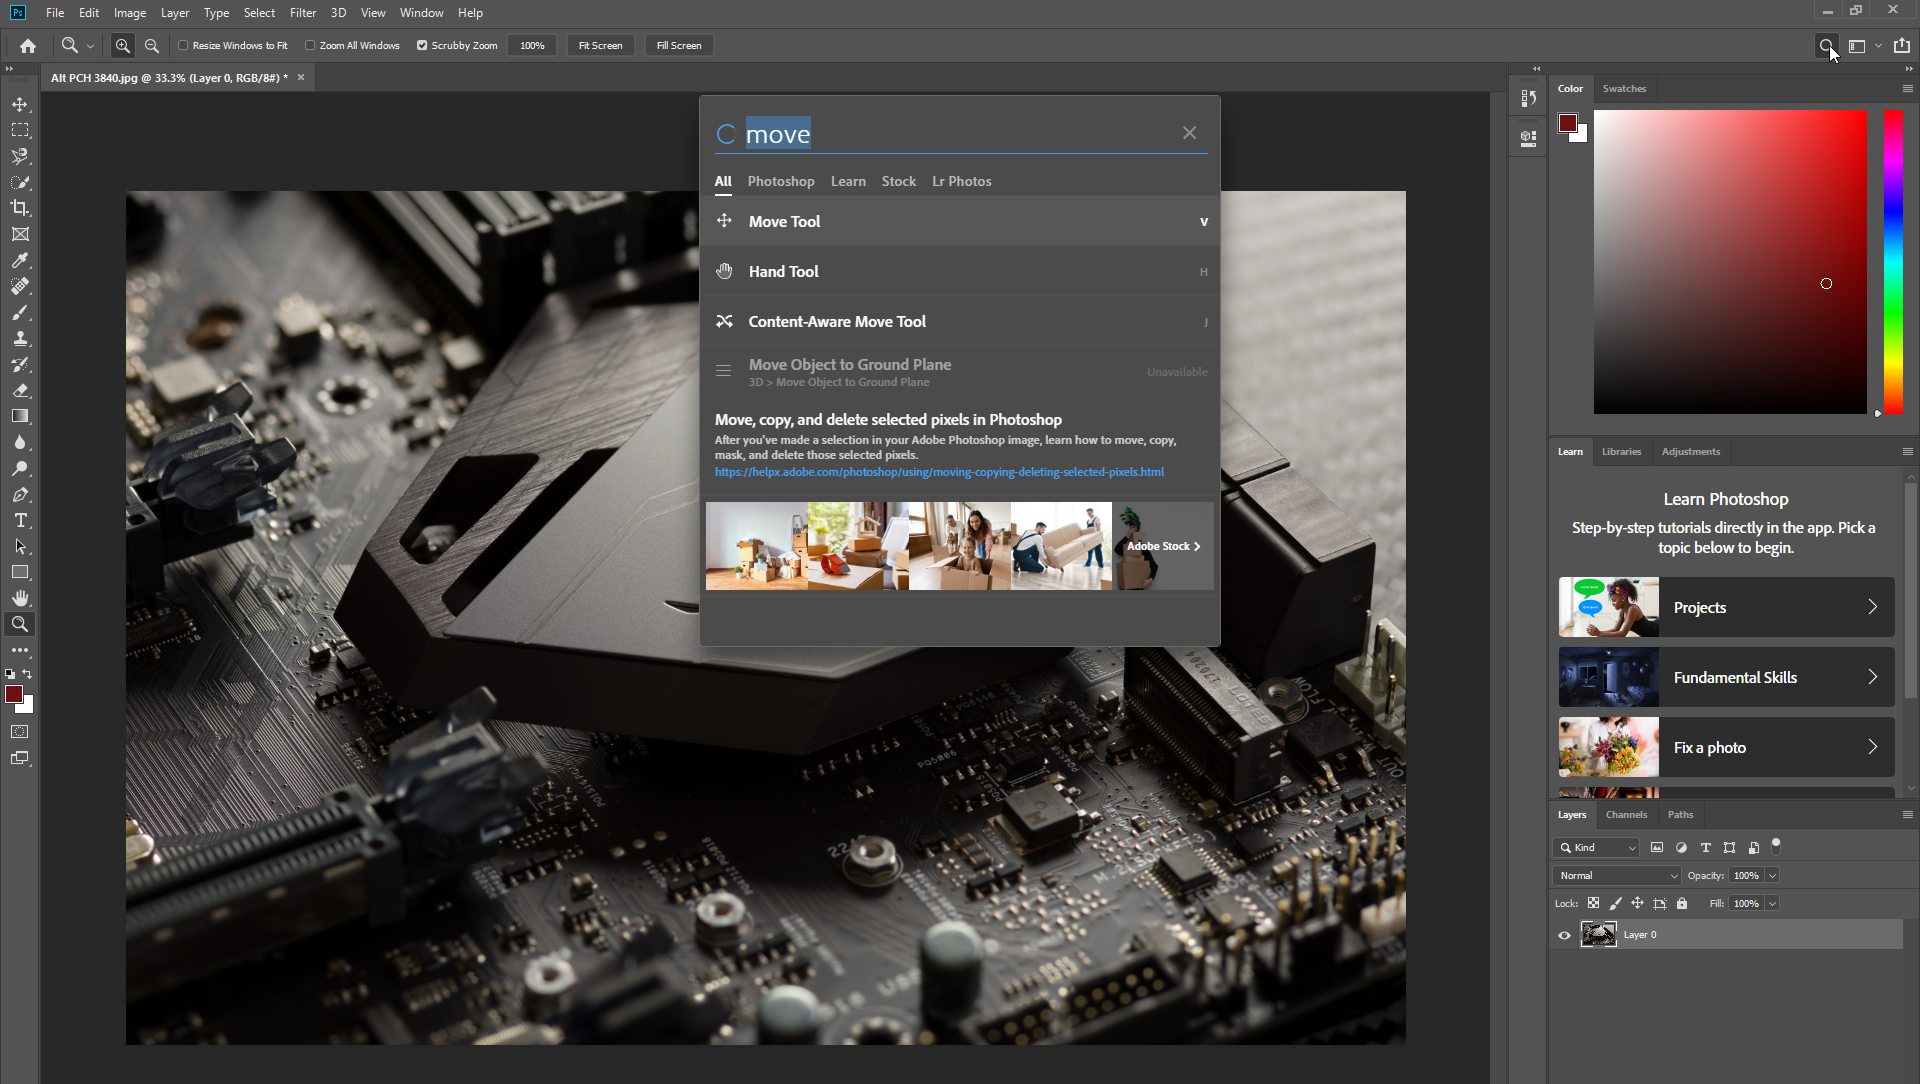 Ps File Edit Image Layer Type Select Filter 3D View Window Help
Resize Windows to Fit Zoom All Windows Scrubby Zoom 100% Fit Screen Fill Screen
Alt PCH 3840.jpg @ 33.3% (Layer 0, RGB/8#) *
move
All Photoshop Learn Stock Lr Photos
Move Tool V
Hand Tool H
Content-Aware Move Tool J
Move Object to Ground Plane
3D > Move Object to Ground Plane
Unavailable
Move, copy, and delete selected pixels in Photoshop
After you've made a selection in your Adobe Photoshop image, learn how to move, copy,
mask, and delete those selected pixels.
https://helpx.adobe.com/photoshop/using/moving-copying-deleting-selected-pixels.html
Adobe Stock
Color Swatches
Learn Libraries Adjustments
Learn Photoshop
Step-by-step tutorials directly in the app. Pick a
topic below to begin.
Projects
Fundamental Skills
Fix a photo
Layers Channels Paths
Kind
Normal Opacity: 100%
Lock: Fill: 100%
Layer 0
170204
FLOW
OUT
PQ5006
22